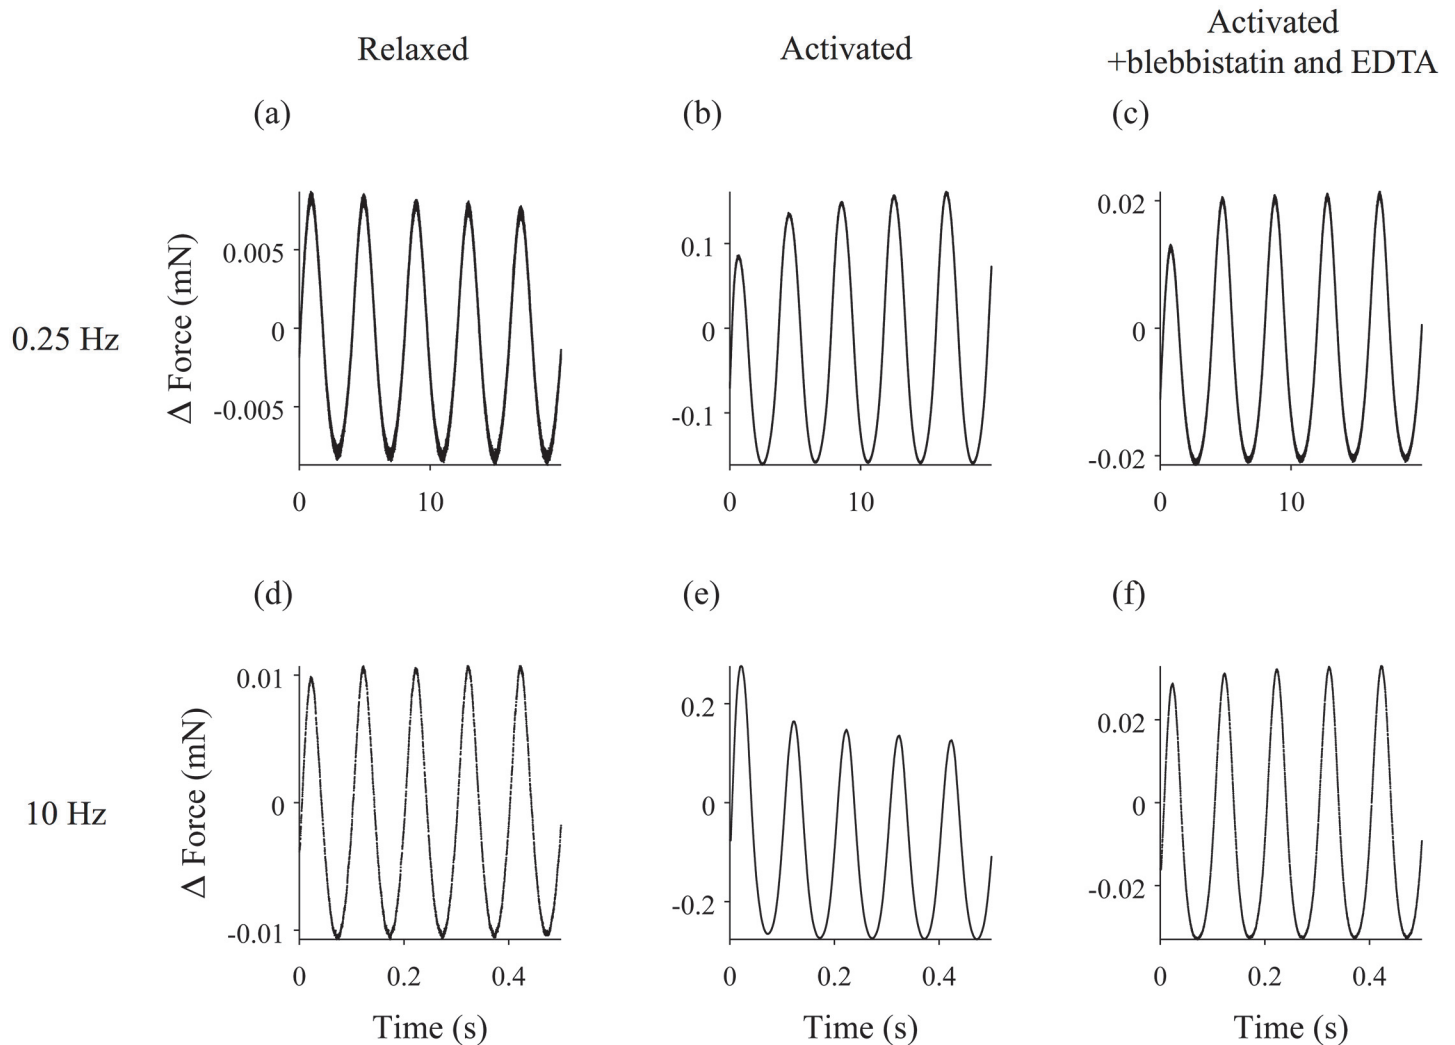 Relaxed
Activated
Activated
+blebbistatin and EDTA
(a)
(b)
(c)
0.25 Hz
Δ Force (mN)
0.005
0
-0.005
0
10
0.1
0
-0.1
0
10
0.02
0
-0.02
0
10
(d)
(e)
(f)
10 Hz
Δ Force (mN)
0.01
0
-0.01
0
0.2
0.4
Time (s)
0.2
0
-0.2
0
0.2
0.4
Time (s)
0.02
0
-0.02
0
0.2
0.4
Time (s)